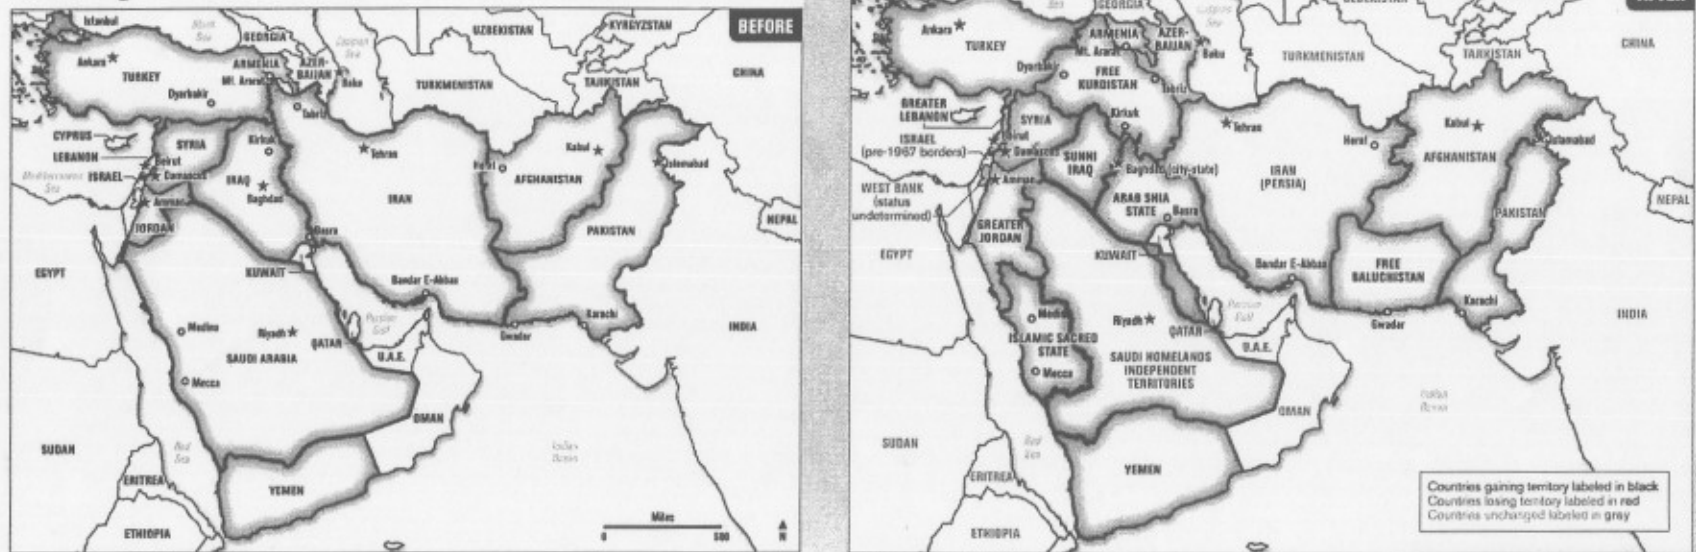 BEFORE
Istanbul
Black
Sea
GEORGIA
UZBEKISTAN
KYRGYZSTAN
Ankara
TURKEY
ARMENIA
AZER-
BAIJAN
Mt. Ararat
Baku
Caspian
Sea
TURKMENISTAN
TAJIKISTAN
CHINA
Dyarbakir
Tabriz
CYPRUS
SYRIA
Kirkuk
Tehran
Kabul
Islamabad
LEBANON
Beirut
Damascus
Herat
AFGHANISTAN
Mediterranean
Sea
ISRAEL
IRAQ
Baghdad
IRAN
Amman
JORDAN
Basra
PAKISTAN
NEPAL
EGYPT
KUWAIT
Bandar E-Abbas
Medina
Riyadh
Persian
Gulf
Karachi
INDIA
SAUDI ARABIA
QATAR
U.A.E.
Gwadar
Mecca
OMAN
SUDAN
Red
Sea
Indian
Ocean
ERITREA
YEMEN
ETHIOPIA
Miles
0
500
N
Sea
GEORGIA
Caspian
Sea
Ankara
TURKEY
ARMENIA
AZER-
BAIJAN
Mt. Ararat
Baku
TURKMENISTAN
TAJIKISTAN
CHINA
Dyarbakir
FREE
KURDISTAN
Tabriz
GREATER
LEBANON
SYRIA
Kirkuk
Tehran
Herat
Kabul
Islamabad
ISRAEL
(pre-1967 borders)
Beirut
Damascus
SUNNI
IRAQ
Baghdad (city-state)
IRAN
(PERSIA)
AFGHANISTAN
WEST BANK
(status
undetermined)
Amman
ARAB SHIA
STATE
Basra
PAKISTAN
NEPAL
GREATER
JORDAN
EGYPT
KUWAIT
Bandar E-Abbas
FREE
BALUCHISTAN
Medina
Riyadh
QATAR
Persian
Gulf
Karachi
Gwadar
INDIA
ISLAMIC SACRED
STATE
U.A.E.
Mecca
SAUDI HOMELANDS
INDEPENDENT
TERRITORIES
OMAN
Indian
Ocean
SUDAN
Red
Sea
ERITREA
YEMEN
ETHIOPIA
Countries gaining territory labeled in black
Countries losing territory labeled in red
Countries unchanged labeled in gray